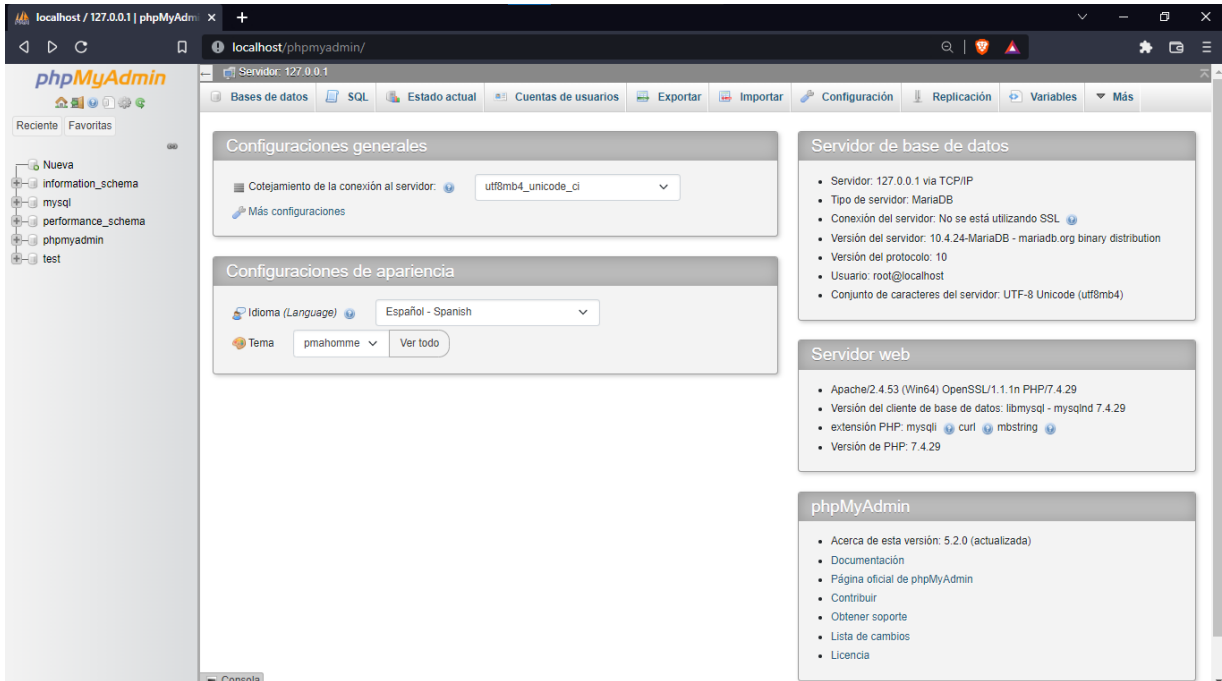 localhost / 127.0.0.1 | phpMyAdmi
localhost/phpmyadmin/
phpMyAdmin
Reciente Favoritas
Nueva
information_schema
mysql
performance_schema
phpmyadmin
test
Servidor: 127.0.0.1
Bases de datos SQL Estado actual Cuentas de usuarios Exportar Importar Configuración Replicación Variables Más
Configuraciones generales
Cotejamiento de la conexión al servidor: utf8mb4_unicode_ci
Más configuraciones
Configuraciones de apariencia
Idioma (Language) Español - Spanish
Tema pmahomme Ver todo
Servidor de base de datos
Servidor: 127.0.0.1 via TCP/IP
Tipo de servidor: MariaDB
Conexión del servidor: No se está utilizando SSL
Versión del servidor: 10.4.24-MariaDB - mariadb.org binary distribution
Versión del protocolo: 10
Usuario: root@localhost
Conjunto de caracteres del servidor: UTF-8 Unicode (utf8mb4)
Servidor web
Apache/2.4.53 (Win64) OpenSSL/1.1.1n PHP/7.4.29
Versión del cliente de base de datos: libmysql - mysqlnd 7.4.29
extensión PHP: mysqli curl mbstring
Versión de PHP: 7.4.29
phpMyAdmin
Acerca de esta versión: 5.2.0 (actualizada)
Documentación
Página oficial de phpMyAdmin
Contribuir
Obtener soporte
Lista de cambios
Licencia
Consola